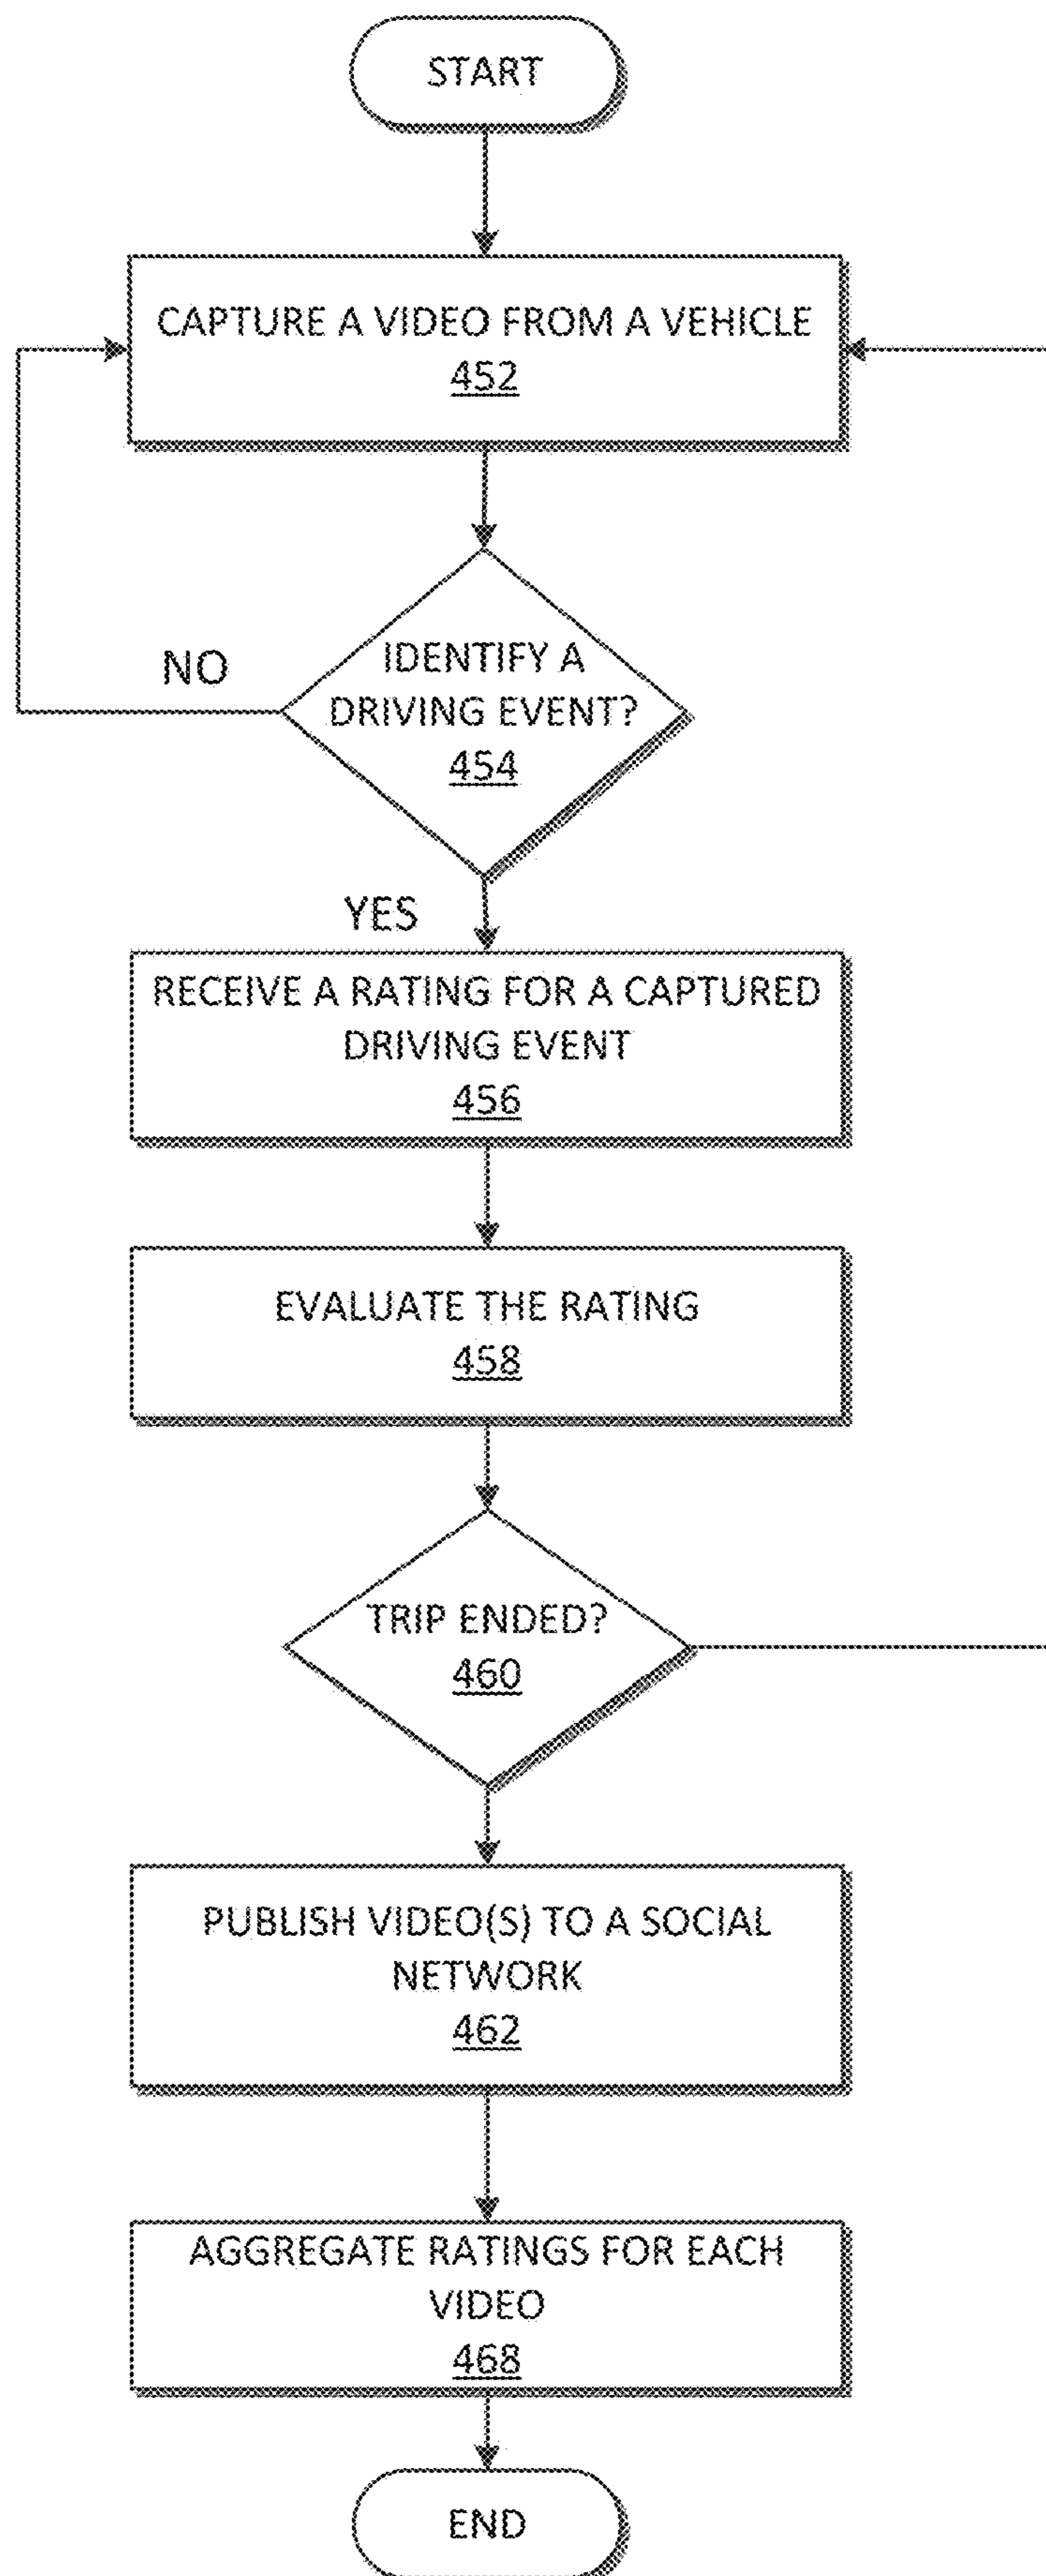 START
CAPTURE A VIDEO FROM A VEHICLE
452
IDENTIFY A
DRIVING EVENT?
454
NO
YES
RECEIVE A RATING FOR A CAPTURED
DRIVING EVENT
456
EVALUATE THE RATING
458
TRIP ENDED?
460
PUBLISH VIDEO(S) TO A SOCIAL
NETWORK
462
AGGREGATE RATINGS FOR EACH
VIDEO
468
END